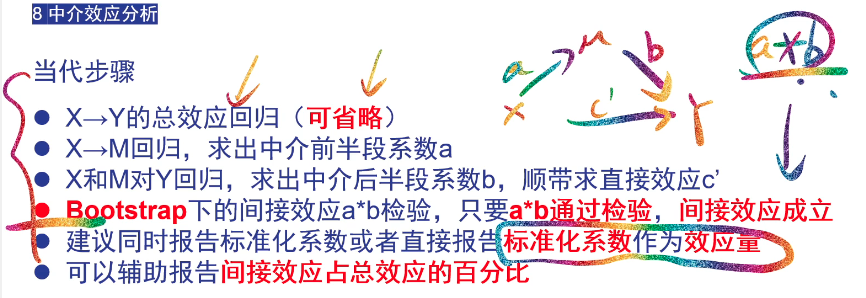 8 中介效应分析
当代步骤
a M b
X c' Y
a*b
● X→Y的总效应回归（可省略）
● X→M回归，求出中介前半段系数a
● X和M对Y回归，求出中介后半段系数b，顺带求直接效应c’
● Bootstrap下的间接效应a*b检验，只要a*b通过检验，间接效应成立
● 建议同时报告标准化系数或者直接报告标准化系数作为效应量
● 可以辅助报告间接效应占总效应的百分比